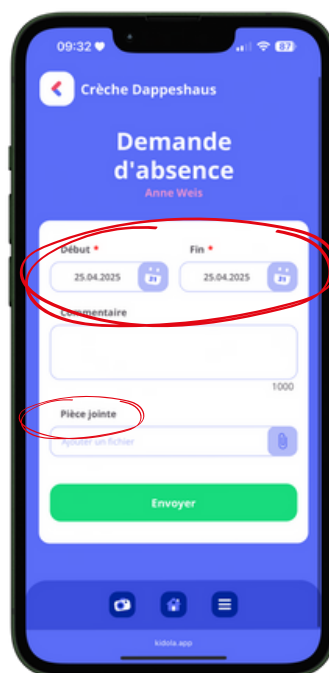 09:32
87
Crèche Dappeshaus
Demande
d'absence
Anne Weis
Début * Fin *
25.04.2025 25.04.2025
Commentaire
1000
Pièce jointe
Ajouter un fichier
Envoyer
kidola.app